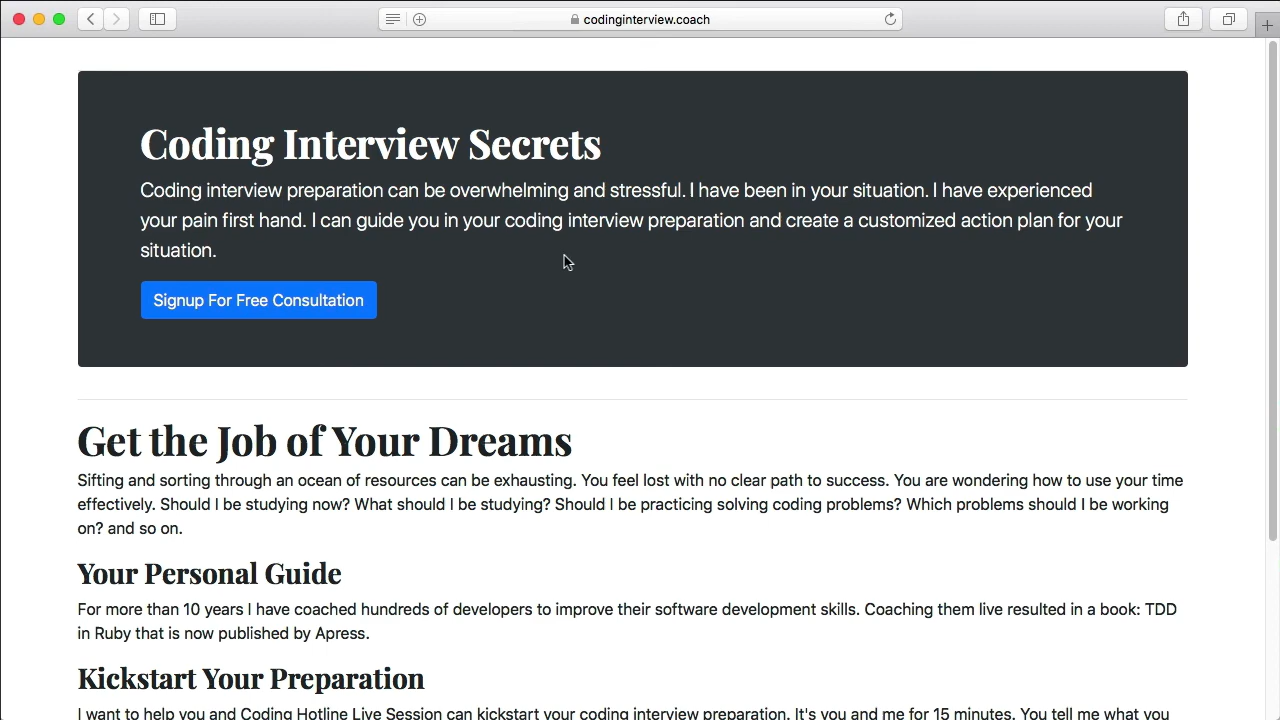 codinginterview.coach
Coding Interview Secrets
Coding interview preparation can be overwhelming and stressful. I have been in your situation. I have experienced
your pain first hand. I can guide you in your coding interview preparation and create a customized action plan for your
situation.
Signup For Free Consultation
Get the Job of Your Dreams
Sifting and sorting through an ocean of resources can be exhausting. You feel lost with no clear path to success. You are wondering how to use your time
effectively. Should I be studying now? What should I be studying? Should I be practicing solving coding problems? Which problems should I be working
on? and so on.
Your Personal Guide
For more than 10 years I have coached hundreds of developers to improve their software development skills. Coaching them live resulted in a book: TDD
in Ruby that is now published by Apress.
Kickstart Your Preparation
I want to help you and Coding Hotline Live Session can kickstart your coding interview preparation. It's you and me for 15 minutes. You tell me what you